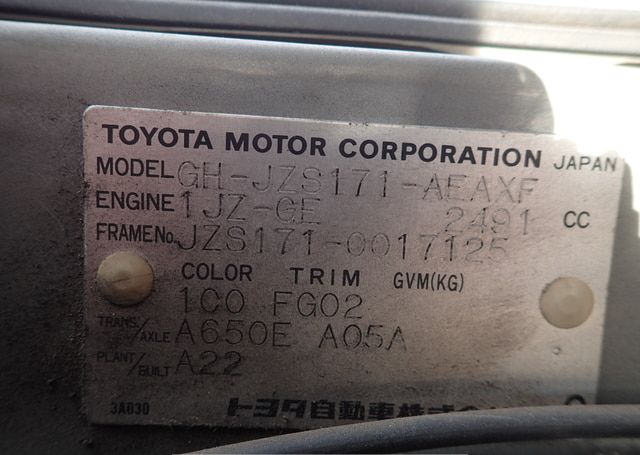 TOYOTA MOTOR CORPORATION JAPAN
MODEL GH-JZS171-AEAXF
ENGINE 1JZ-GE 2491 CC
FRAME No. JZS171-0017125
COLOR TRIM GVM(KG)
1C0 FG02
TRANS./AXLE A650E A05A
PLANT/BUILT A22
3A030 トヨタ自動車株式